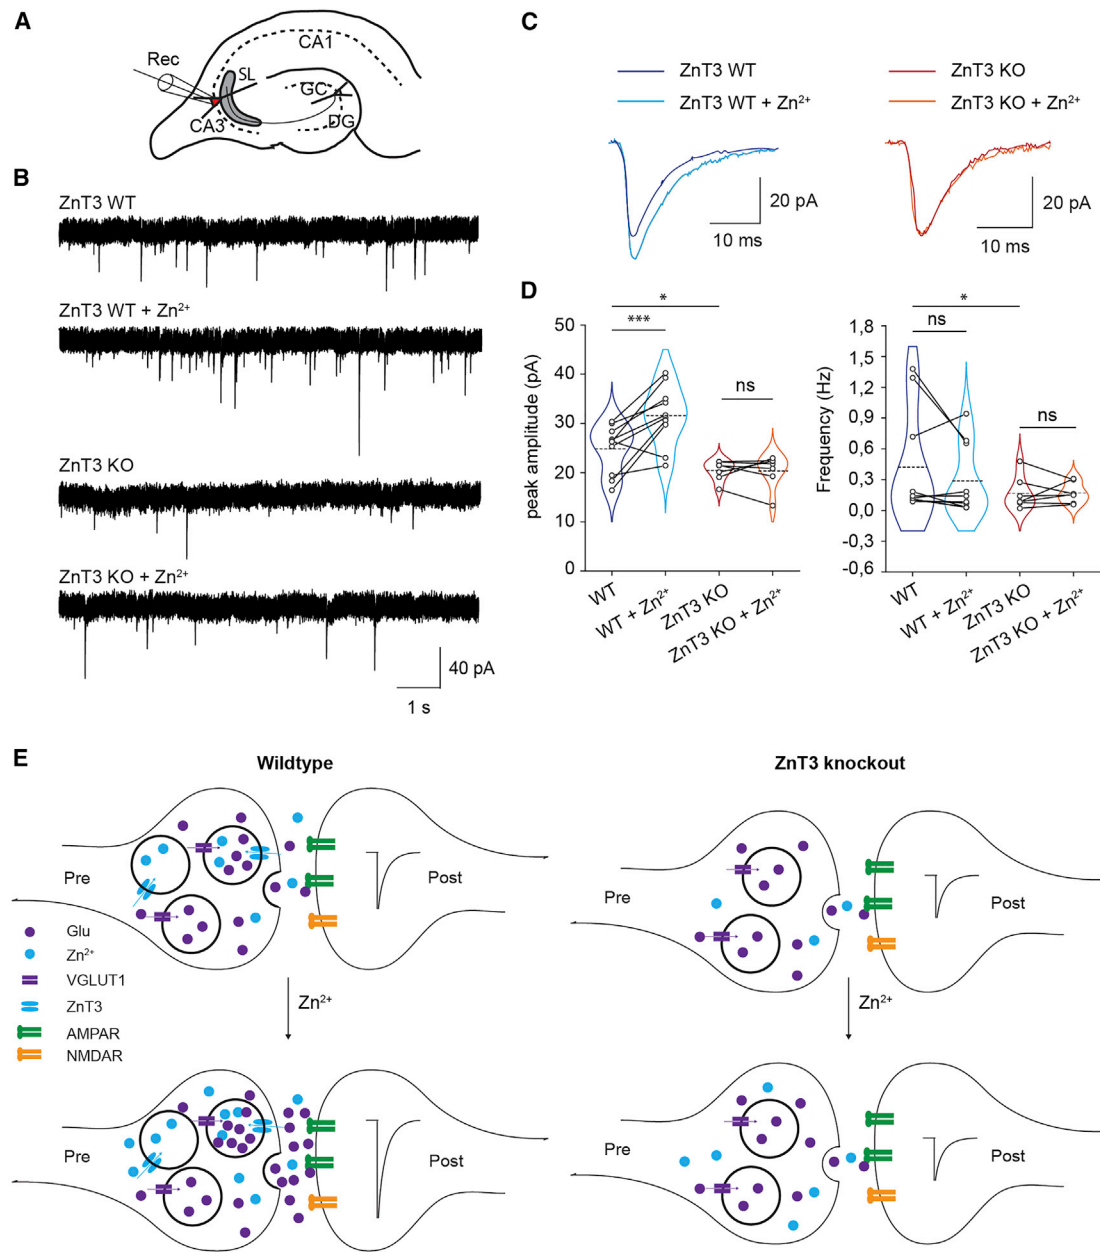 A
CA1
Rec
SL
GC
CA3
DG
B
ZnT3 WT
ZnT3 WT + Zn²⁺
ZnT3 KO
ZnT3 KO + Zn²⁺
40 pA
1 s
C
ZnT3 WT
ZnT3 WT + Zn²⁺
ZnT3 KO
ZnT3 KO + Zn²⁺
20 pA
10 ms
20 pA
10 ms
D
*
***
ns
50
40
30
20
10
0
peak amplitude (pA)
WT
WT + Zn²⁺
ZnT3 KO
ZnT3 KO + Zn²⁺
*
ns
ns
1,8
1,5
1,2
0,9
0,6
0,3
0,0
-0,3
-0,6
Frequency (Hz)
WT
WT + Zn²⁺
ZnT3 KO
ZnT3 KO + Zn²⁺
E
Wildtype
ZnT3 knockout
Pre
Post
Pre
Post
Glu
Zn²⁺
VGLUT1
ZnT3
AMPAR
NMDAR
Zn²⁺
Zn²⁺
Pre
Post
Pre
Post